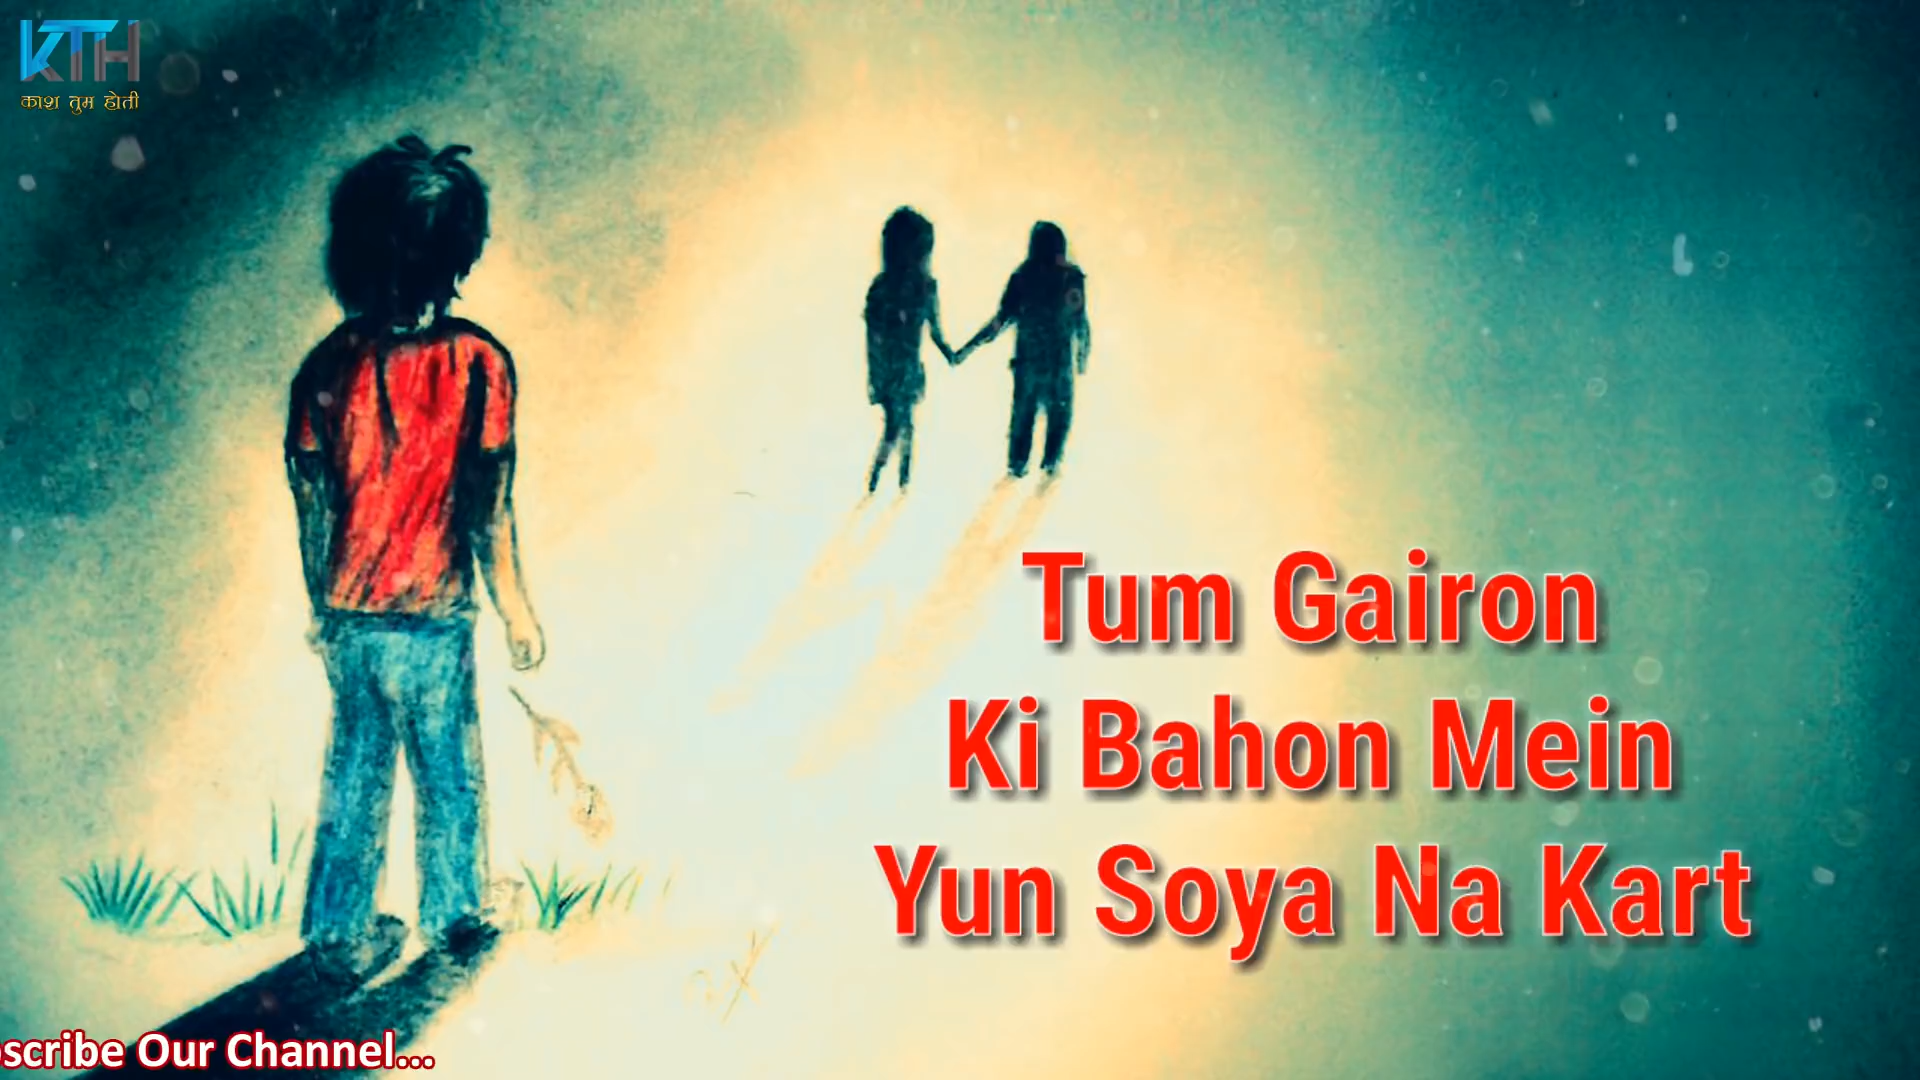 KTH
काश तुम होती
Tum Gairon
Ki Bahon Mein
Yun Soya Na Kart
scribe Our Channel...